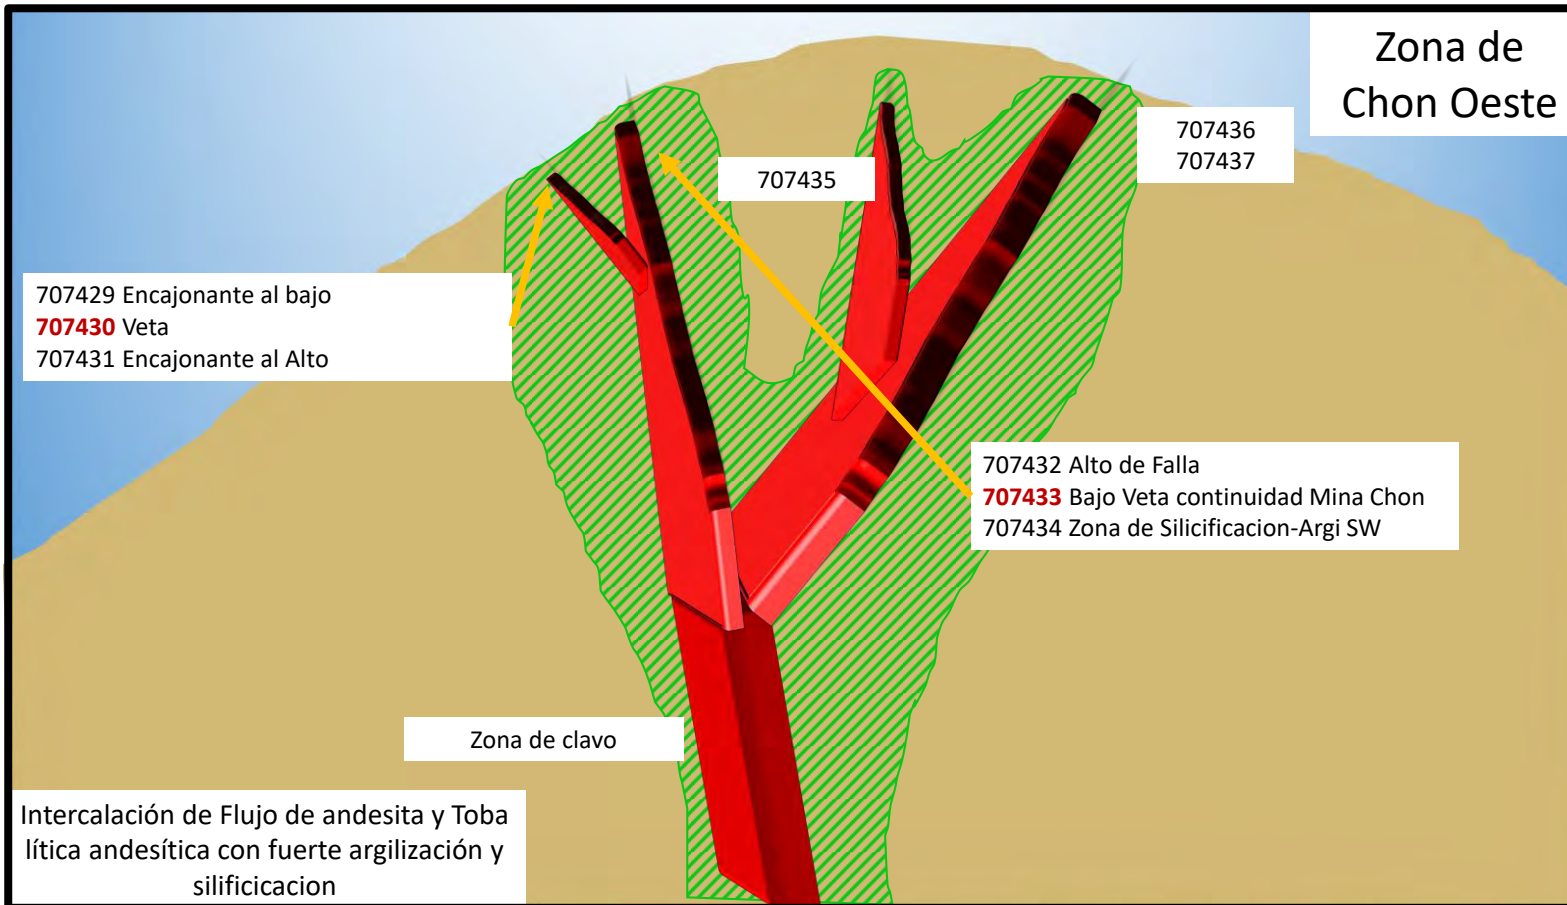 Zona de
Chon Oeste
707436
707437
707435
707429 Encajonante al bajo
707430 Veta
707431 Encajonante al Alto
707432 Alto de Falla
707433 Bajo Veta continuidad Mina Chon
707434 Zona de Silicificacion-Argi SW
Zona de clavo
Intercalación de Flujo de andesita y Toba
lítica andesítica con fuerte argilización y
silificicacion